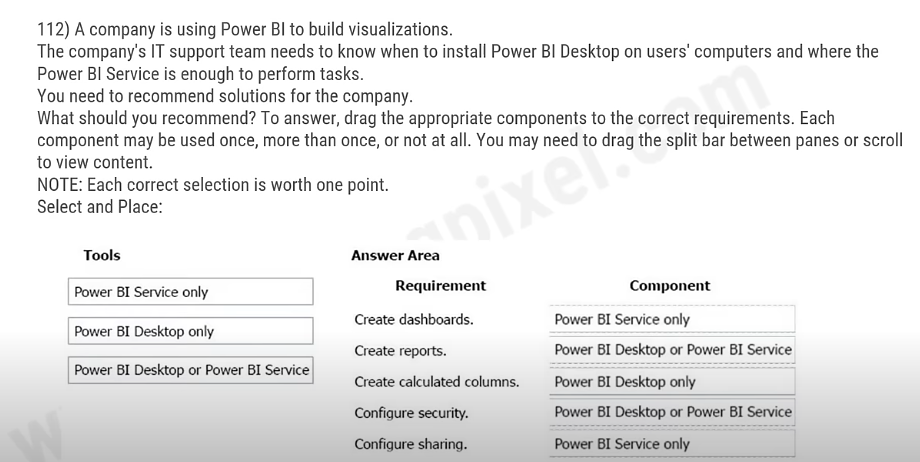 112) A company is using Power BI to build visualizations.
The company's IT support team needs to know when to install Power BI Desktop on users' computers and where the
Power BI Service is enough to perform tasks.
You need to recommend solutions for the company.
What should you recommend? To answer, drag the appropriate components to the correct requirements. Each
component may be used once, more than once, or not at all. You may need to drag the split bar between panes or scroll
to view content.
NOTE: Each correct selection is worth one point.
Select and Place:
Tools
Answer Area
Requirement
Component
Power BI Service only
Power BI Desktop only
Power BI Desktop or Power BI Service
Create dashboards.
Power BI Service only
Create reports.
Power BI Desktop or Power BI Service
Create calculated columns.
Power BI Desktop only
Configure security.
Power BI Desktop or Power BI Service
Configure sharing.
Power BI Service only